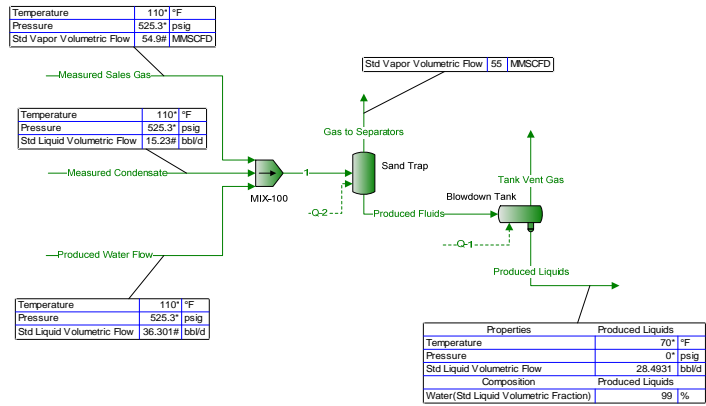 Temperature 110* °F
Pressure 525.3* psig
Std Vapor Volumetric Flow 54.9# MMSCFD
Std Vapor Volumetric Flow 55 MMSCFD
Measured Sales Gas
Temperature 110* °F
Pressure 525.3* psig
Std Liquid Volumetric Flow 15.23# bbl/d
Gas to Separators
Sand Trap
Measured Condensate
1
MIX-100
Tank Vent Gas
Blowdown Tank
Q-2
Produced Fluids
Q-1
Produced Water Flow
Produced Liquids
Temperature 110* °F
Pressure 525.3* psig
Std Liquid Volumetric Flow 36.301# bbl/d
Properties Produced Liquids
Temperature 70* °F
Pressure 0* psig
Std Liquid Volumetric Flow 28.4931 bbl/d
Composition Produced Liquids
Water(Std Liquid Volumetric Fraction) 99 %